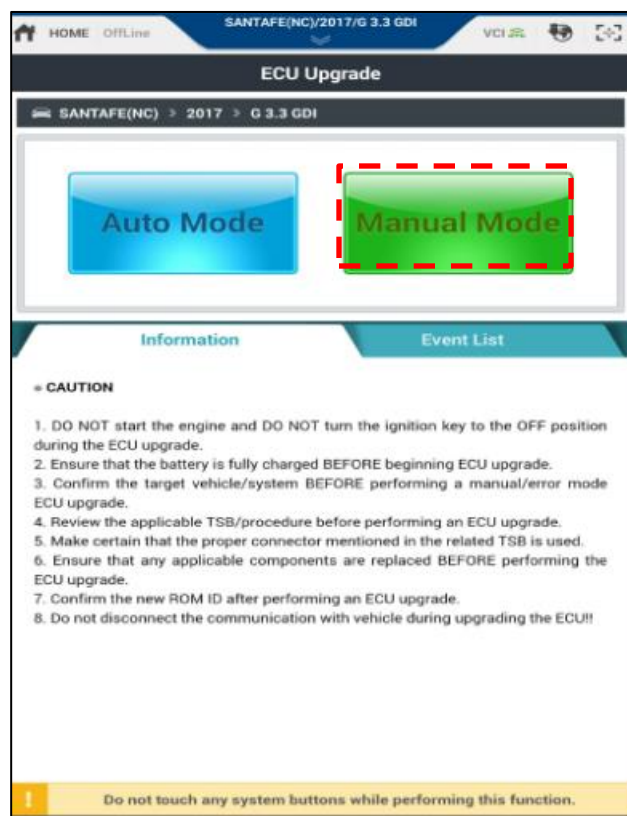 HOME OffLine SANTAFE(NC)/2017/G 3.3 GDI VCI
ECU Upgrade
SANTAFE(NC) > 2017 > G 3.3 GDI
Auto Mode Manual Mode
Information Event List
CAUTION
1. DO NOT start the engine and DO NOT turn the ignition key to the OFF position
during the ECU upgrade.
2. Ensure that the battery is fully charged BEFORE beginning ECU upgrade.
3. Confirm the target vehicle/system BEFORE performing a manual/error mode
ECU upgrade.
4. Review the applicable TSB/procedure before performing an ECU upgrade.
5. Make certain that the proper connector mentioned in the related TSB is used.
6. Ensure that any applicable components are replaced BEFORE performing the
ECU upgrade.
7. Confirm the new ROM ID after performing an ECU upgrade.
8. Do not disconnect the communication with vehicle during upgrading the ECU!!
! Do not touch any system buttons while performing this function.